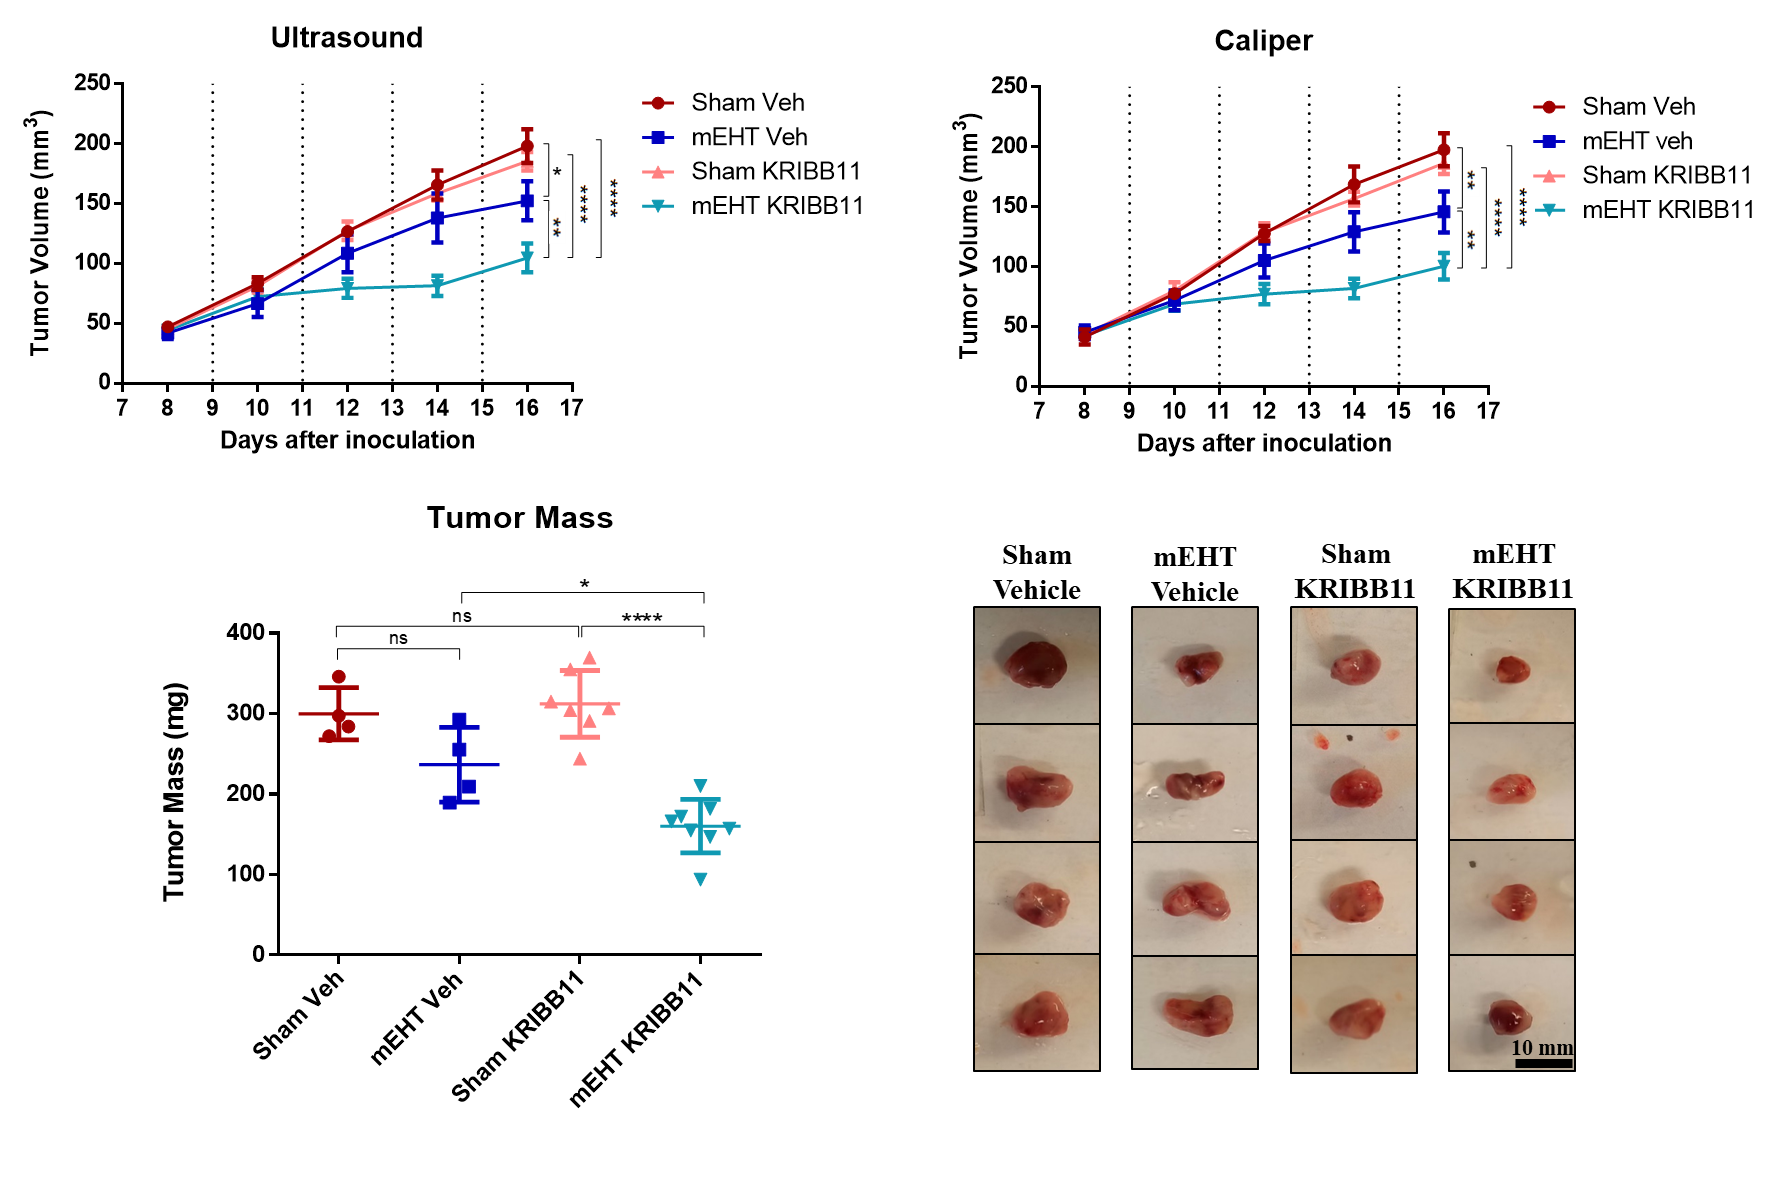 Ultrasound
Tumor Volume (mm³)
250
200
150
100
50
0
7 8 9 10 11 12 13 14 15 16 17
Days after inoculation
Sham Veh
mEHT Veh
Sham KRIBB11
mEHT KRIBB11
*
**
****
****
Caliper
Tumor Volume (mm³)
250
200
150
100
50
0
7 8 9 10 11 12 13 14 15 16 17
Days after inoculation
Sham Veh
mEHT veh
Sham KRIBB11
mEHT KRIBB11
**
**
****
****
Tumor Mass
Tumor Mass (mg)
400
300
200
100
0
*
ns
****
ns
Sham Veh
mEHT Veh
Sham KRIBB11
mEHT KRIBB11
Sham
Vehicle
mEHT
Vehicle
Sham
KRIBB11
mEHT
KRIBB11
10 mm